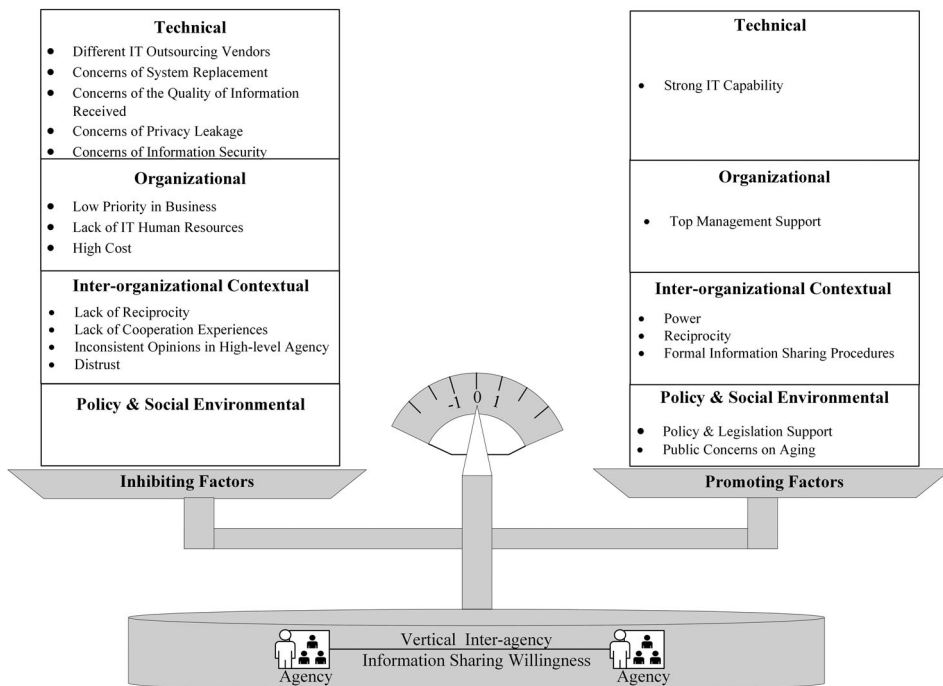 Technical
● Different IT Outsourcing Vendors
● Concerns of System Replacement
● Concerns of the Quality of Information
Received
● Concerns of Privacy Leakage
● Concerns of Information Security
Organizational
● Low Priority in Business
● Lack of IT Human Resources
● High Cost
Inter-organizational Contextual
● Lack of Reciprocity
● Lack of Cooperation Experiences
● Inconsistent Opinions in High-level Agency
● Distrust
Policy & Social Environmental
Inhibiting Factors
Technical
● Strong IT Capability
Organizational
● Top Management Support
Inter-organizational Contextual
● Power
● Reciprocity
● Formal Information Sharing Procedures
Policy & Social Environmental
● Policy & Legislation Support
● Public Concerns on Aging
Promoting Factors
-1 0 1
Vertical Inter-agency
Information Sharing Willingness
Agency
Agency